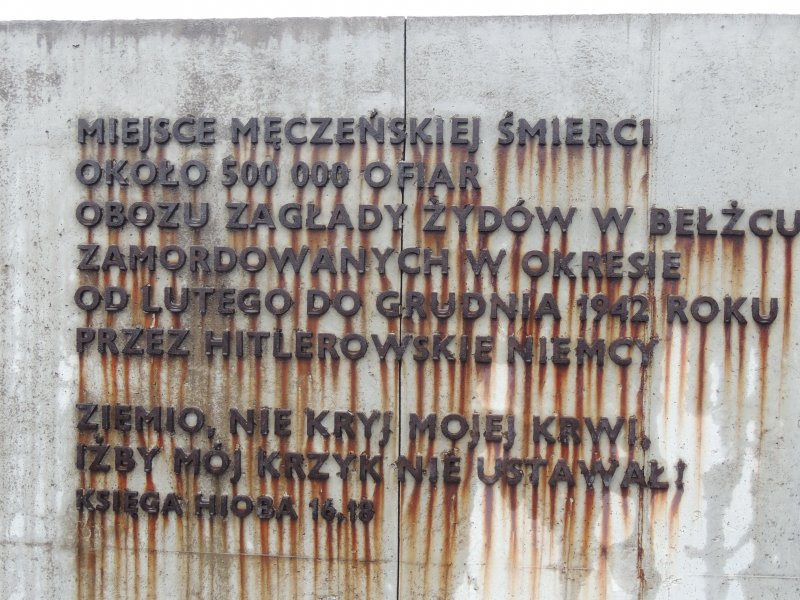 MIEJSCE MĘCZEŃSKIEJ ŚMIERCI
OKOŁO 500 000 OFIAR
OBOZU ZAGŁADY ŻYDÓW W BEŁŻCU
ZAMORDOWANYCH W OKRESIE
OD LUTEGO DO GRUDNIA 1942 ROKU
PRZEZ HITLEROWSKIE NIEMCY
ZIEMIO, NIE KRYJ MOJEJ KRWI,
IŻBY MÓJ KRZYK NIE USTAWAŁ!
KSIĘGA HIOBA 16,18